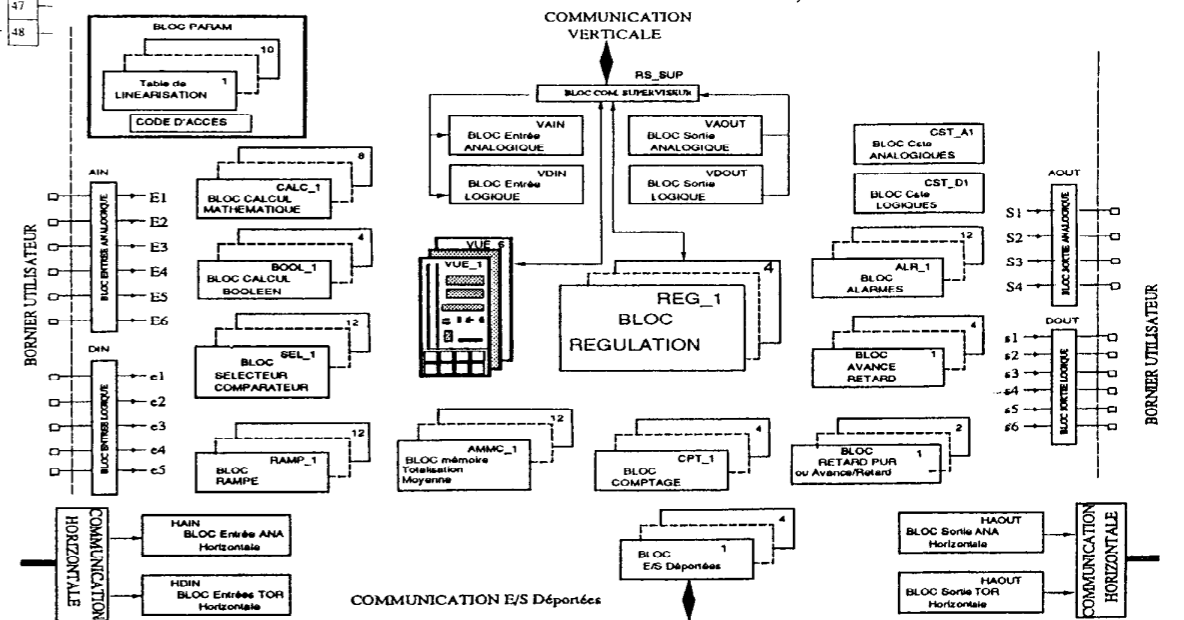 47
48
COMMUNICATION
VERTICALE
BLOC PARAM
10
Table de 1
LINEARISATION
CODE D'ACCES
RS_SUP
BLOC COM. SUPERVISEUR
VAIN
BLOC Entrée
ANALOGIQUE
VAOUT
BLOC Sortie
ANALOGIQUE
VDIN
BLOC Entrée
LOGIQUE
VDOUT
BLOC Sortie
LOGIQUE
CST_A1
BLOC Cste
ANALOGIQUES
CST_D1
BLOC Cste
LOGIQUES
BORNIER UTILISATEUR
AIN
BLOC ENTREE ANALOGIQUE
E1
E2
E3
E4
E5
E6
DIN
BLOC ENTREE LOGIQUE
e1
e2
e3
e4
e5
8
CALC_1
BLOC CALCUL
MATHEMATIQUE
4
BOOL_1
BLOC CALCUL
BOOLEEN
12
SEL_1
BLOC
SELECTEUR
COMPARATEUR
12
RAMP_1
BLOC
RAMPE
VUE_6
VUE_1
4
REG_1
BLOC
REGULATION
12
AMMC_1
BLOC mémoire
Totalisation
Moyenne
4
CPT_1
BLOC
COMPTAGE
12
ALR_1
BLOC
ALARMES
4
BLOC 1
AVANCE
RETARD
2
BLOC 1
RETARD PUR
ou Avance/Retard
AOUT
S1
S2
S3
S4
BLOC SORTIE ANALOGIQUE
DOUT
s1
s2
s3
s4
s5
s6
BLOC SORTIE LOGIQUE
BORNIER UTILISATEUR
COMMUNICATION
HORIZONTALE
HAIN
BLOC Entrée ANA
Horizontale
HDIN
BLOC Entrées TOR
Horizontale
4
BLOC 1
E/S Déportées
COMMUNICATION E/S Déportées
HAOUT
BLOC Sortie ANA
Horizontale
HAOUT
BLOC Sortie TOR
Horizontale
COMMUNICATION
HORIZONTALE